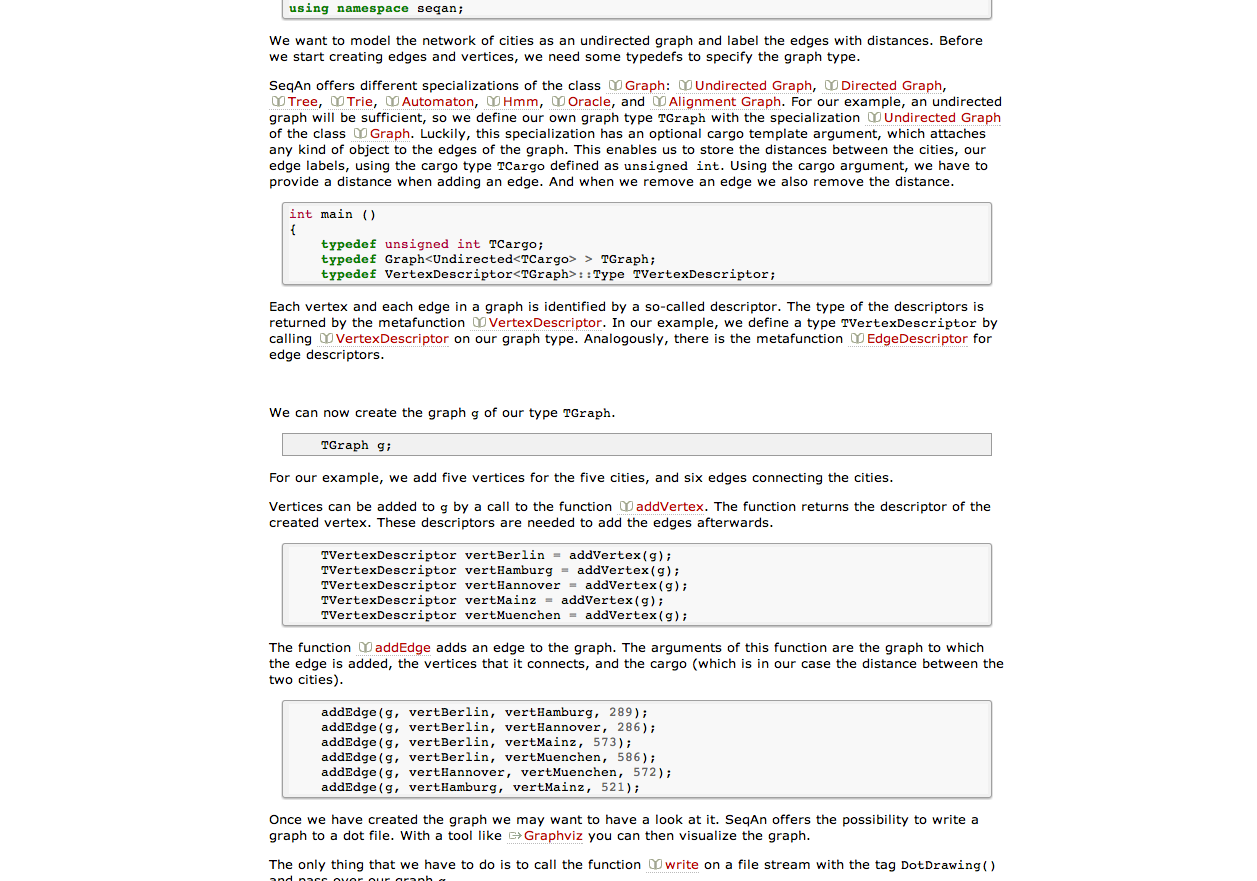 using namespace seqan;
We want to model the network of cities as an undirected graph and label the edges with distances. Before
we start creating edges and vertices, we need some typedefs to specify the graph type.
SeqAn offers different specializations of the class Graph: Undirected Graph, Directed Graph,
Tree, Trie, Automaton, Hmm, Oracle, and Alignment Graph. For our example, an undirected
graph will be sufficient, so we define our own graph type TGraph with the specialization Undirected Graph
of the class Graph. Luckily, this specialization has an optional cargo template argument, which attaches
any kind of object to the edges of the graph. This enables us to store the distances between the cities, our
edge labels, using the cargo type TCargo defined as unsigned int. Using the cargo argument, we have to
provide a distance when adding an edge. And when we remove an edge we also remove the distance.
int main ()
{
typedef unsigned int TCargo;
typedef Graph<Undirected<TCargo> > TGraph;
typedef VertexDescriptor<TGraph>::Type TVertexDescriptor;
Each vertex and each edge in a graph is identified by a so-called descriptor. The type of the descriptors is
returned by the metafunction VertexDescriptor. In our example, we define a type TVertexDescriptor by
calling VertexDescriptor on our graph type. Analogously, there is the metafunction EdgeDescriptor for
edge descriptors.
We can now create the graph g of our type TGraph.
TGraph g;
For our example, we add five vertices for the five cities, and six edges connecting the cities.
Vertices can be added to g by a call to the function addVertex. The function returns the descriptor of the
created vertex. These descriptors are needed to add the edges afterwards.
TVertexDescriptor vertBerlin = addVertex(g);
TVertexDescriptor vertHamburg = addVertex(g);
TVertexDescriptor vertHannover = addVertex(g);
TVertexDescriptor vertMainz = addVertex(g);
TVertexDescriptor vertMuenchen = addVertex(g);
The function addEdge adds an edge to the graph. The arguments of this function are the graph to which
the edge is added, the vertices that it connects, and the cargo (which is in our case the distance between the
two cities).
addEdge(g, vertBerlin, vertHamburg, 289);
addEdge(g, vertBerlin, vertHannover, 286);
addEdge(g, vertBerlin, vertMainz, 573);
addEdge(g, vertBerlin, vertMuenchen, 586);
addEdge(g, vertHannover, vertMuenchen, 572);
addEdge(g, vertHamburg, vertMainz, 521);
Once we have created the graph we may want to have a look at it. SeqAn offers the possibility to write a
graph to a dot file. With a tool like Graphviz you can then visualize the graph.
The only thing that we have to do is to call the function write on a file stream with the tag DotDrawing()
and pass over our graph g.